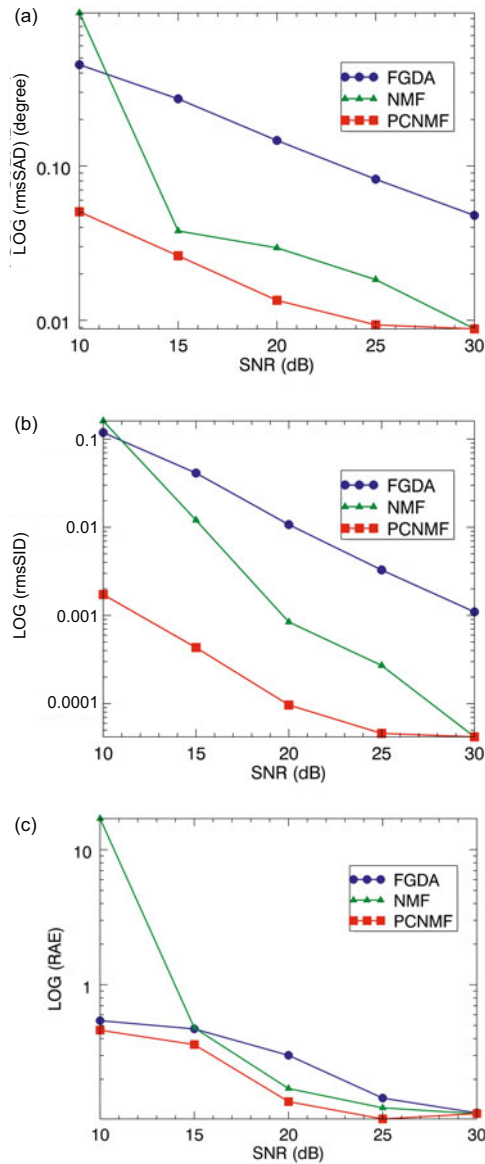 (a)
LOG (rmsSAD) (degree)
0.10
0.01
FGDA
NMF
PCNMF
10 15 20 25 30
SNR (dB)
(b)
LOG (rmsSID)
0.1
0.01
0.001
0.0001
FGDA
NMF
PCNMF
10 15 20 25 30
SNR (dB)
(c)
LOG (RAE)
10
1
FGDA
NMF
PCNMF
10 15 20 25 30
SNR (dB)